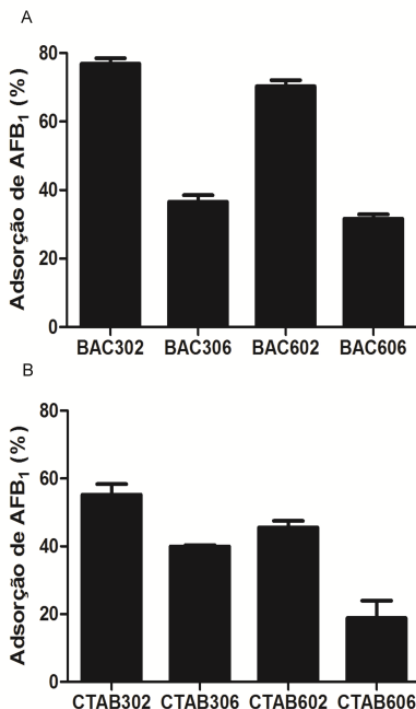 A
Adsorção de AFB₁ (%)
80
60
40
20
0
BAC302 BAC306 BAC602 BAC606
B
Adsorção de AFB₁ (%)
80
60
40
20
0
CTAB302 CTAB306 CTAB602 CTAB606